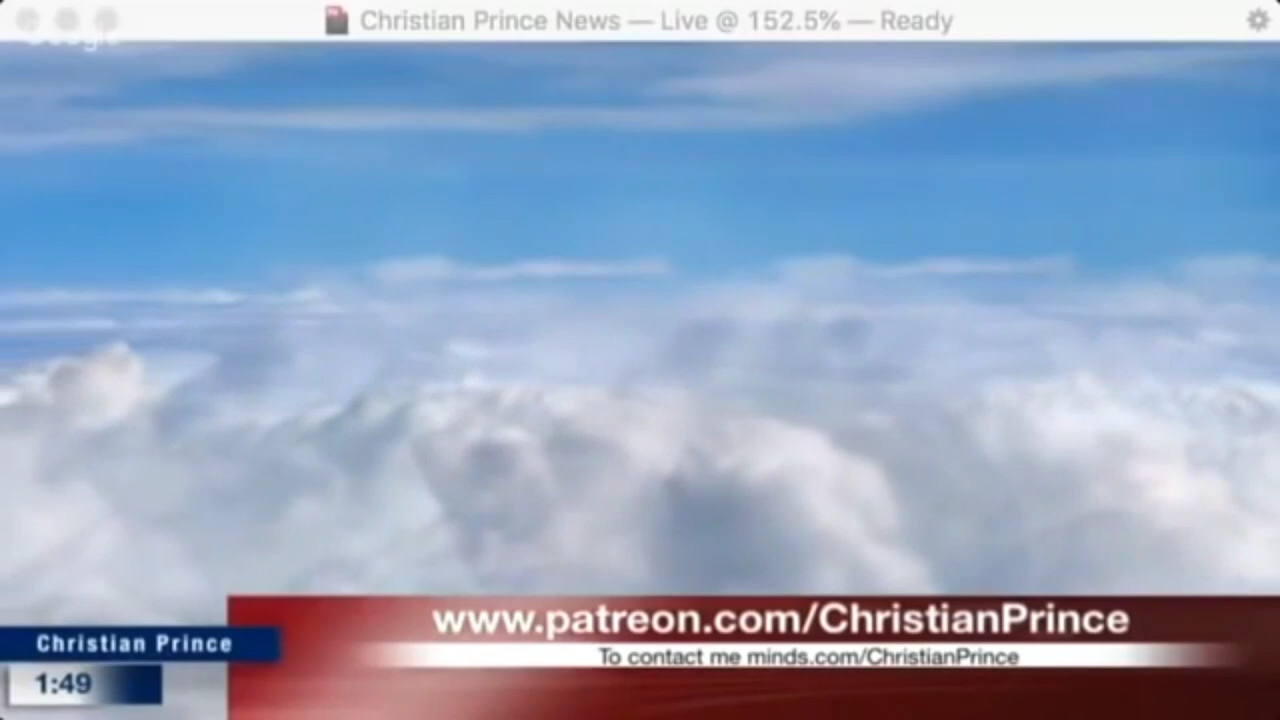 Christian Prince News — Live @ 152.5% — Ready
www.patreon.com/ChristianPrince
To contact me minds.com/ChristianPrince
Christian Prince
1:49